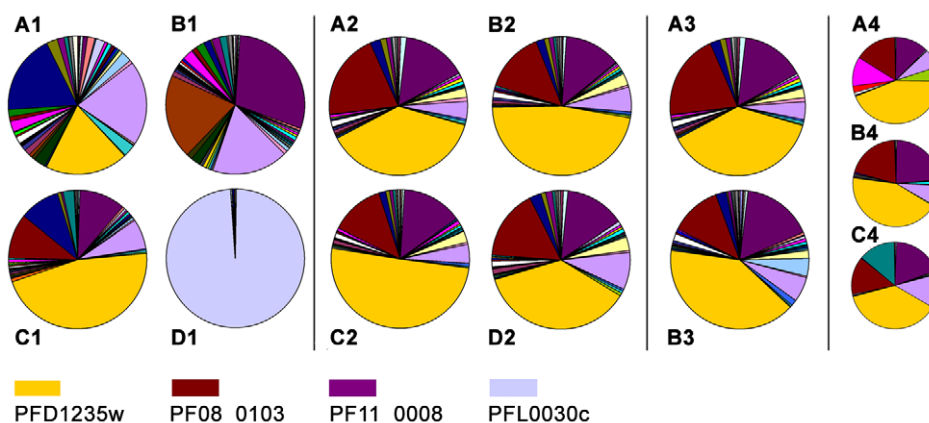 A1 B1 A2 B2 A3 A4
B4
C4
C1 D1 C2 D2 B3
PFD1235w PF08 0103 PF11 0008 PFL0030c